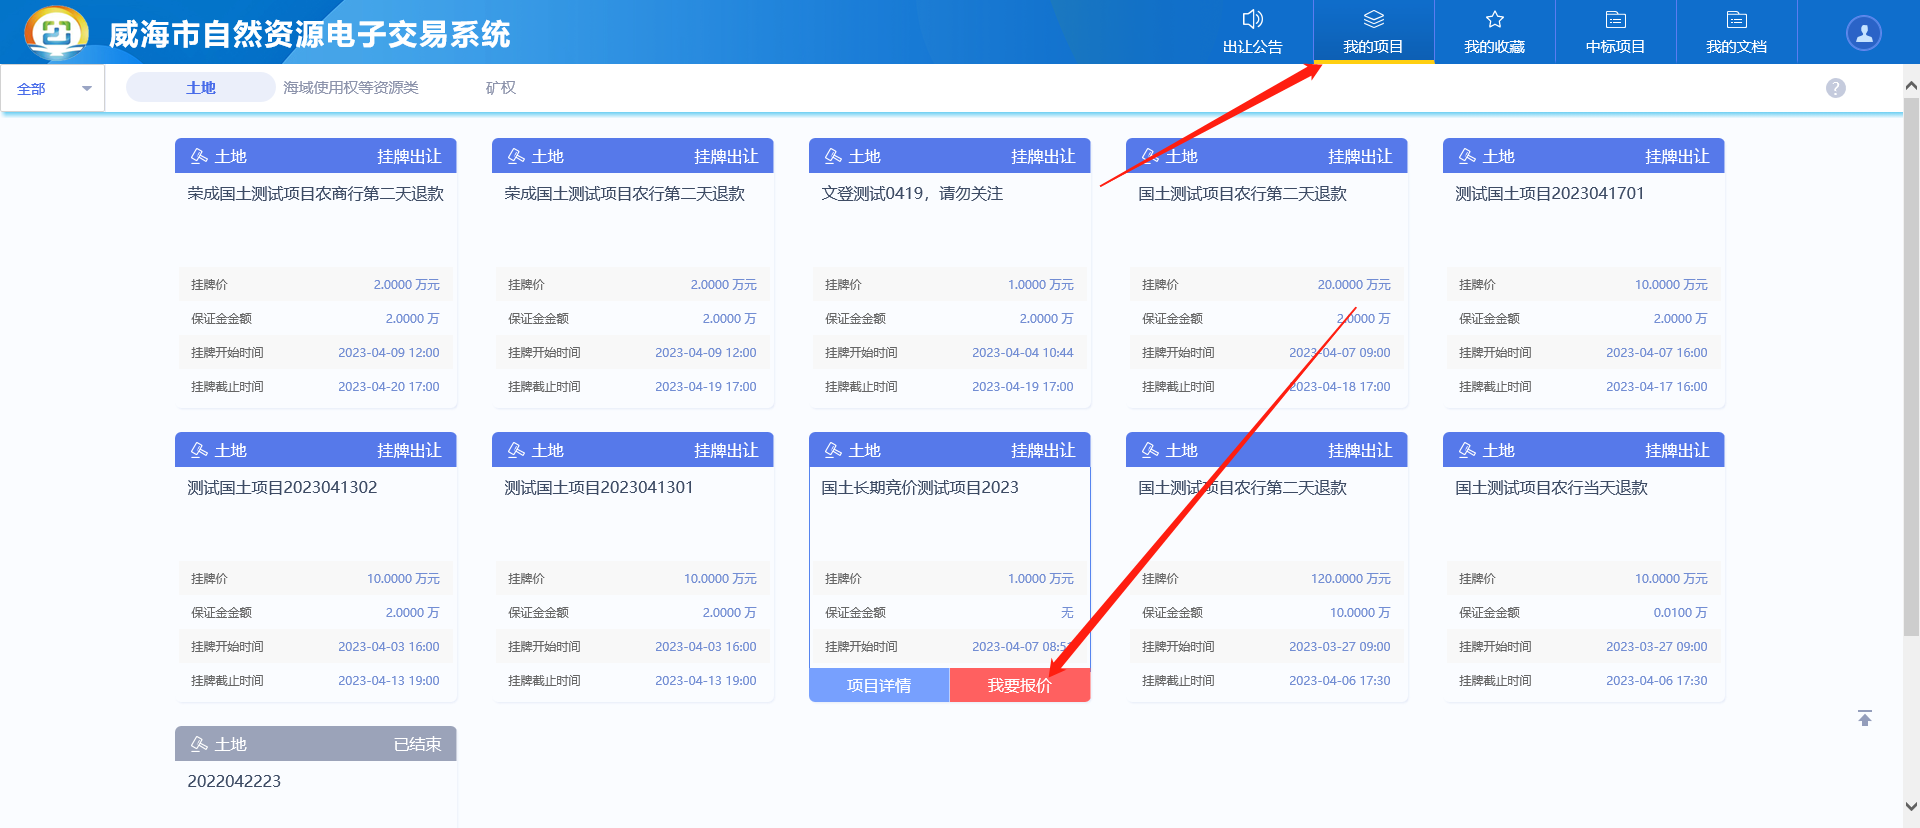 威海市自然资源电子交易系统
出让公告
我的项目
我的收藏
中标项目
我的文档
全部
土地
海域使用权等资源类
矿权
?
土地 挂牌出让
荣成国土测试项目农商行第二天退款
挂牌价 2.0000 万元
保证金金额 2.0000 万
挂牌开始时间 2023-04-09 12:00
挂牌截止时间 2023-04-20 17:00
土地 挂牌出让
荣成国土测试项目农行第二天退款
挂牌价 2.0000 万元
保证金金额 2.0000 万
挂牌开始时间 2023-04-09 12:00
挂牌截止时间 2023-04-19 17:00
土地 挂牌出让
文登测试0419，请勿关注
挂牌价 1.0000 万元
保证金金额 2.0000 万
挂牌开始时间 2023-04-04 10:44
挂牌截止时间 2023-04-19 17:00
土地 挂牌出让
国土测试项目农行第二天退款
挂牌价 20.0000 万元
保证金金额 2.0000 万
挂牌开始时间 2023-04-07 09:00
挂牌截止时间 2023-04-18 17:00
土地 挂牌出让
测试国土项目2023041701
挂牌价 10.0000 万元
保证金金额 2.0000 万
挂牌开始时间 2023-04-07 16:00
挂牌截止时间 2023-04-17 16:00
土地 挂牌出让
测试国土项目2023041302
挂牌价 10.0000 万元
保证金金额 2.0000 万
挂牌开始时间 2023-04-03 16:00
挂牌截止时间 2023-04-13 19:00
土地 挂牌出让
测试国土项目2023041301
挂牌价 10.0000 万元
保证金金额 2.0000 万
挂牌开始时间 2023-04-03 16:00
挂牌截止时间 2023-04-13 19:00
土地 挂牌出让
国土长期竞价测试项目2023
挂牌价 1.0000 万元
保证金金额 无
挂牌开始时间 2023-04-07
项目详情 我要报价
土地 挂牌出让
国土测试项目农行第二天退款
挂牌价 120.0000 万元
保证金金额 10.0000 万
挂牌开始时间 2023-03-27 09:00
挂牌截止时间 2023-04-06 17:30
土地 挂牌出让
国土测试项目农行当天退款
挂牌价 10.0000 万元
保证金金额 0.0100 万
挂牌开始时间 2023-03-27 09:00
挂牌截止时间 2023-04-06 17:30
土地 已结束
2022042223